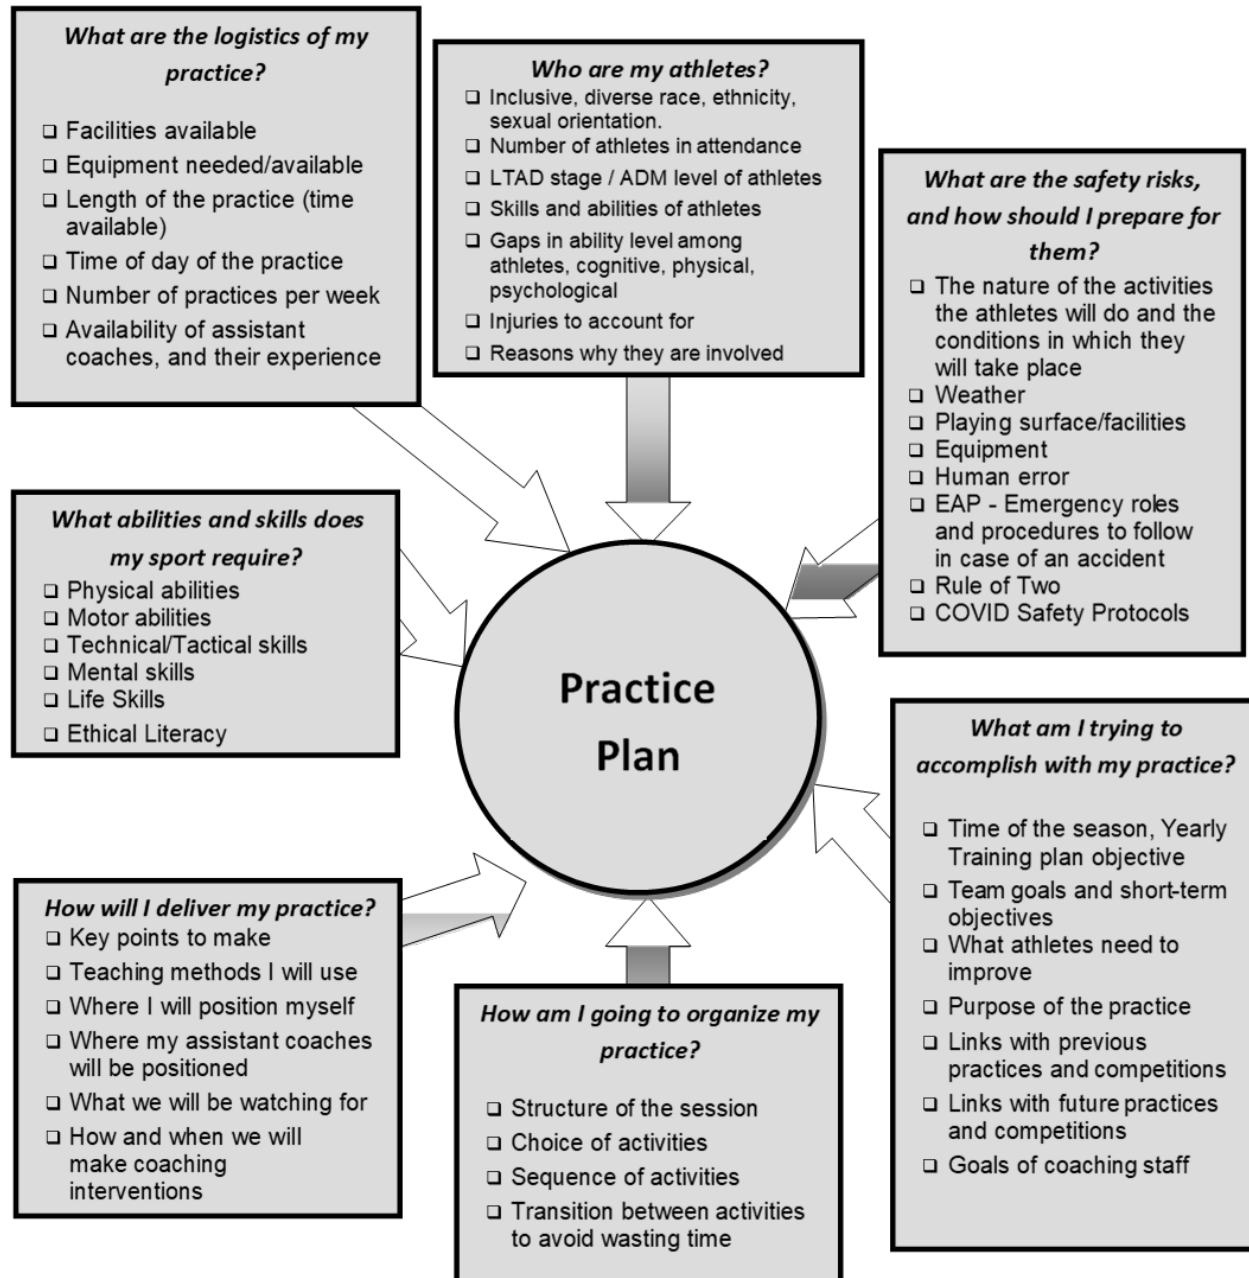 What are the logistics of my
practice?
❑ Facilities available
❑ Equipment needed/available
❑ Length of the practice (time
available)
❑ Time of day of the practice
❑ Number of practices per week
❑ Availability of assistant
coaches, and their experience
Who are my athletes?
❑ Inclusive, diverse race, ethnicity,
sexual orientation.
❑ Number of athletes in attendance
❑ LTAD stage / ADM level of athletes
❑ Skills and abilities of athletes
❑ Gaps in ability level among
athletes, cognitive, physical,
psychological
❑ Injuries to account for
❑ Reasons why they are involved
What are the safety risks,
and how should I prepare for
them?
❑ The nature of the activities
the athletes will do and the
conditions in which they
will take place
❑ Weather
❑ Playing surface/facilities
❑ Equipment
❑ Human error
❑ EAP - Emergency roles
and procedures to follow
in case of an accident
❑ Rule of Two
❑ COVID Safety Protocols
What abilities and skills does
my sport require?
❑ Physical abilities
❑ Motor abilities
❑ Technical/Tactical skills
❑ Mental skills
❑ Life Skills
❑ Ethical Literacy
Practice
Plan
What am I trying to
accomplish with my practice?
❑ Time of the season, Yearly
Training plan objective
❑ Team goals and short-term
objectives
❑ What athletes need to
improve
❑ Purpose of the practice
❑ Links with previous
practices and competitions
❑ Links with future practices
and competitions
❑ Goals of coaching staff
How will I deliver my practice?
❑ Key points to make
❑ Teaching methods I will use
❑ Where I will position myself
❑ Where my assistant coaches
will be positioned
❑ What we will be watching for
❑ How and when we will
make coaching
interventions
How am I going to organize my
practice?
❑ Structure of the session
❑ Choice of activities
❑ Sequence of activities
❑ Transition between activities
to avoid wasting time